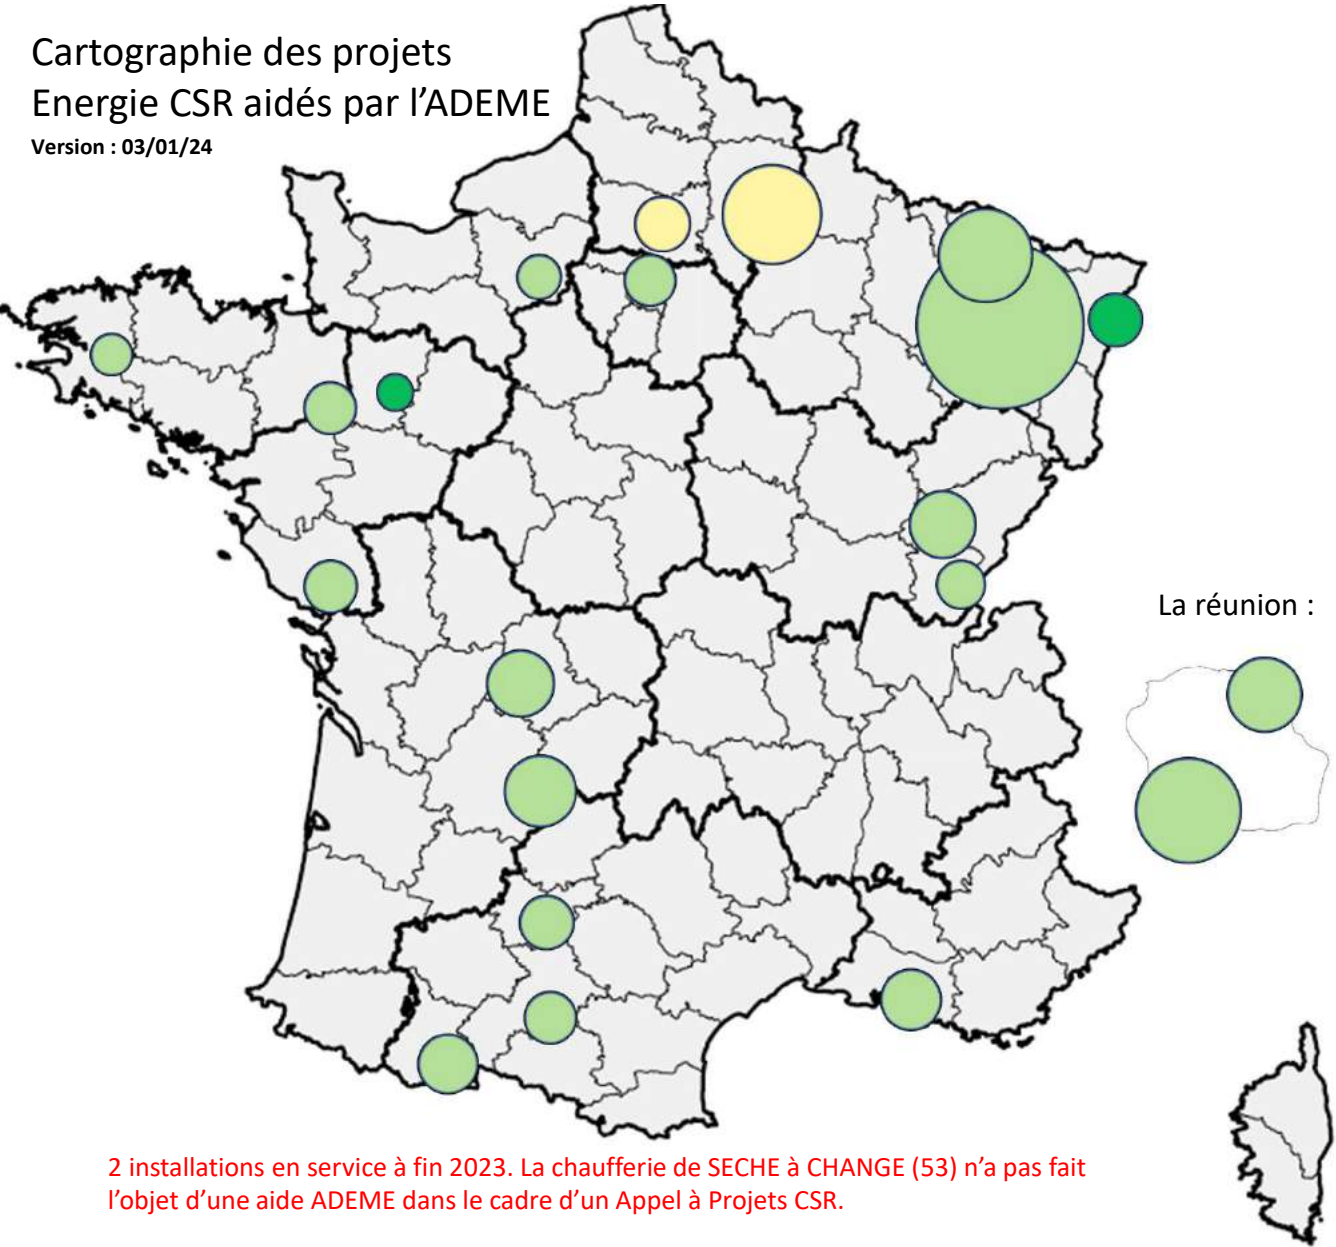 Cartographie des projets
Energie CSR aidés par l’ADEME
Version : 03/01/24
La réunion :
2 installations en service à fin 2023. La chaufferie de SECHE à CHANGE (53) n’a pas fait
l’objet d’une aide ADEME dans le cadre d’un Appel à Projets CSR.